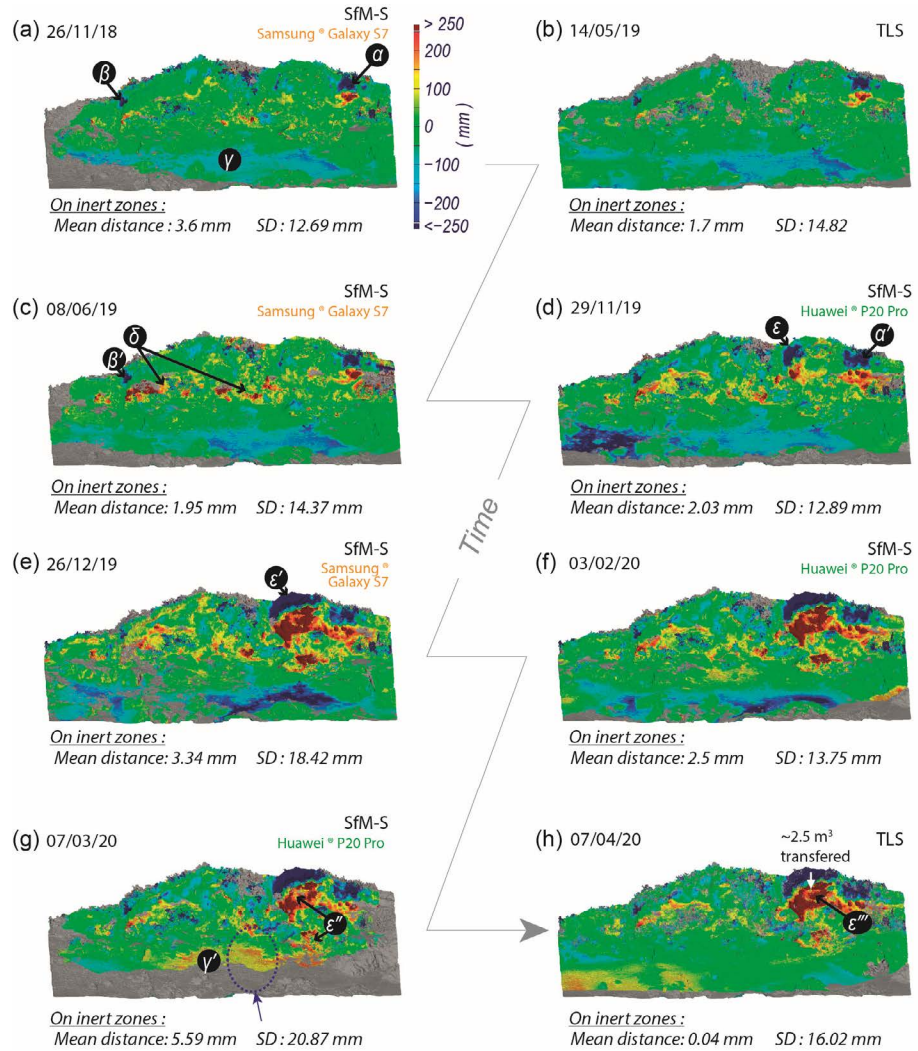 (a) 26/11/18
SfM-S
Samsung ® Galaxy S7
β
α
γ
> 250
200
100
0
−100
−200
<−250
(mm)
On inert zones :
Mean distance : 3.6 mm SD : 12.69 mm
(b) 14/05/19
TLS
On inert zones :
Mean distance : 1.7 mm SD : 14.82
(c) 08/06/19
SfM-S
Samsung ® Galaxy S7
δ
β′
On inert zones :
Mean distance: 1.95 mm SD : 14.37 mm
(d) 29/11/19
SfM-S
Huawei ® P20 Pro
ε
α′
On inert zones :
Mean distance: 2.03 mm SD : 12.89 mm
Time
(e) 26/12/19
SfM-S
Samsung ®
Galaxy S7
ε′
On inert zones :
Mean distance: 3.34 mm SD : 18.42 mm
(f) 03/02/20
SfM-S
Huawei ® P20 Pro
On inert zones :
Mean distance: 2.5 mm SD : 13.75 mm
(g) 07/03/20
SfM-S
Huawei ® P20 Pro
ε″
γ′
On inert zones :
Mean distance: 5.59 mm SD : 20.87 mm
(h) 07/04/20
~2.5 m³
transfered
TLS
ε‴
On inert zones :
Mean distance: 0.04 mm SD : 16.02 mm